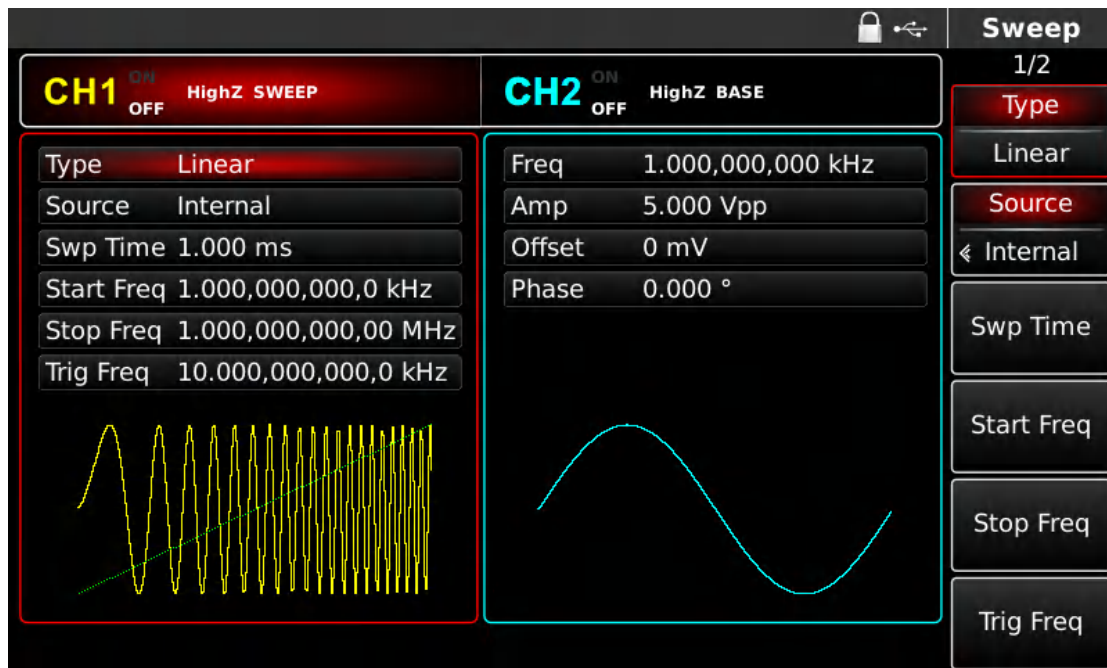 Sweep
1/2
CH1 ON OFF HighZ SWEEP
CH2 ON OFF HighZ BASE
Type Linear
Source Internal
Swp Time 1.000 ms
Start Freq 1.000,000,000,0 kHz
Stop Freq 1.000,000,000,00 MHz
Trig Freq 10.000,000,000,0 kHz
Freq 1.000,000,000 kHz
Amp 5.000 Vpp
Offset 0 mV
Phase 0.000 °
Type
Linear
Source
Internal
Swp Time
Start Freq
Stop Freq
Trig Freq